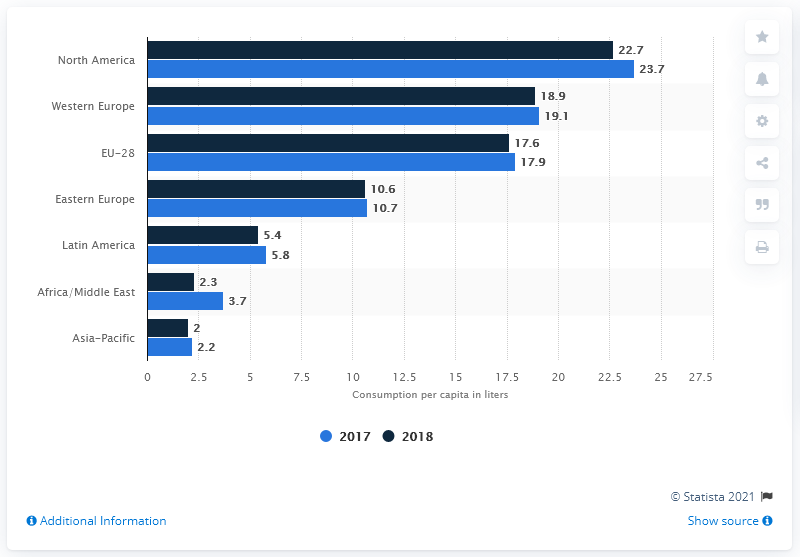 North America 22.7
23.7
Western Europe 18.9
19.1
EU-28 17.6
17.9
Eastern Europe 10.6
10.7
Latin America 5.4
5.8
Africa/Middle East 2.3
3.7
Asia-Pacific 2
2.2
0 2.5 5 7.5 10 12.5 15 17.5 20 22.5 25 27.5
Consumption per capita in liters
2017 2018
© Statista 2021
Additional Information Show source